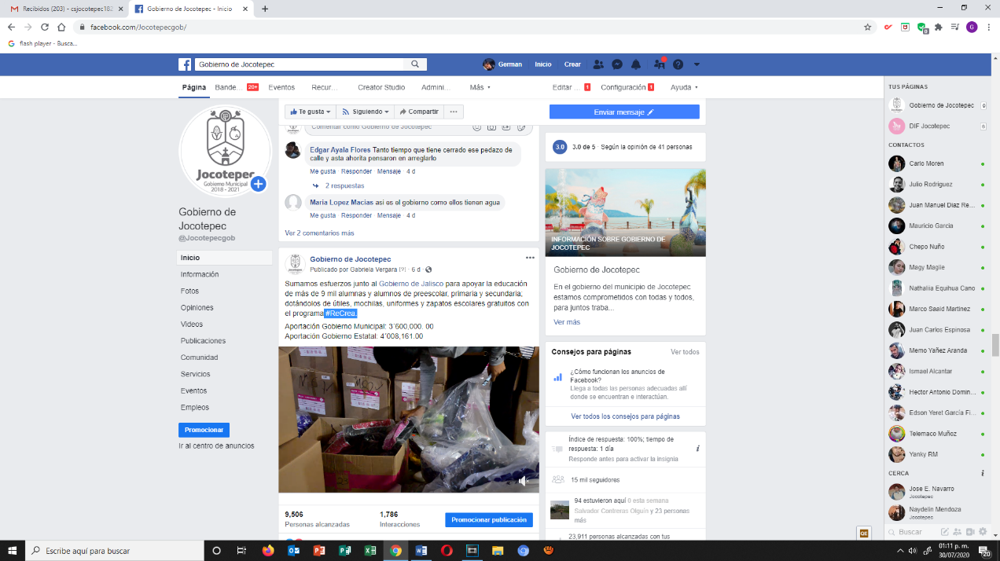 Recibidos (203) - csjocotepec182
Gobierno de Jocotepec - Inicio
facebook.com/Jocotepecgob/
flash player - Busca...
Gobierno de Jocotepec
German
Inicio
Crear
Página
Bande...
20+
Eventos
Recur...
Creator Studio
Admini...
Más
Editar ...
1
Configuración
1
Ayuda
Jocotepec
Gobierno Municipal
2018 - 2021
Gobierno de
Jocotepec
@Jocotepecgob
Inicio
Información
Fotos
Opiniones
Videos
Publicaciones
Comunidad
Servicios
Eventos
Empleos
Promocionar
Ir al centro de anuncios
Te gusta
Siguiendo
Compartir
Comentar como Gobierno de Jocotepec
Edgar Ayala Flores Tanto tiempo que tiene cerrado ese pedazo de
calle y asta ahorita pensaron en arreglarlo
Me gusta · Responder · Mensaje · 4 d
2 respuestas
Maria Lopez Macias asi es el gobierno como ellos tienen agua
Me gusta · Responder · Mensaje · 4 d
Ver 2 comentarios más
Gobierno de Jocotepec
Publicado por Gabriela Vergara [?] · 6 d ·
Sumamos esfuerzos junto al Gobierno de Jalisco para apoyar la educación
de más de 9 mil alumnas y alumnos de preescolar, primaria y secundaria;
dotándolos de útiles, mochilas, uniformes y zapatos escolares gratuitos con
el programa #ReCrea.
Aportación Gobierno Municipal: 3´600,000. 00
Aportación Gobierno Estatal: 4´008,161.00
9,506
Personas alcanzadas
1,786
Interacciones
Promocionar publicación
Enviar mensaje
3.0
3.0 de 5 · Según la opinión de 41 personas
INFORMACIÓN SOBRE GOBIERNO DE
JOCOTEPEC
Gobierno de Jocotepec
En el gobierno del municipio de Jocotepec
estamos comprometidos con todas y todos,
para juntos traba...
Ver más
Consejos para páginas
Ver todos
¿Cómo funcionan los anuncios de
Facebook?
Llega a todas las personas adecuadas allí
donde se encuentran e interactúan.
Ver todos los consejos para páginas
Índice de respuesta: 100%; tiempo de
respuesta: 1 día
Responde antes para activar la insignia
15 mil seguidores
94 estuvieron aquí 0 esta semana
Salvador Contreras Olguín y 23 personas
más
23,911 personas alcanzadas con tus
TUS PÁGINAS
Gobierno de Jocotepec
9
DIF Jocotepec
6
CONTACTOS
Carlo Moren
Julio Rodriguez
Juan Manuel Diaz Re...
Mauricio Garcia
Chepo Nuño
Magy Maglie
Nathaliia Equihua Cano
Marco Saaid Martinez
Juan Carlos Espinosa
Memo Yañez Aranda
Ismael Alcantar
Hector Antonio Domin...
Edson Yeret García Fi...
Telemaco Muñoz
Yanky RM
CERCA
Jose E. Navarro
Jocotepec
Naydelin Mendoza
Jocotepec
Buscar
Escribe aquí para buscar
01:11 p. m.
30/07/2020
20